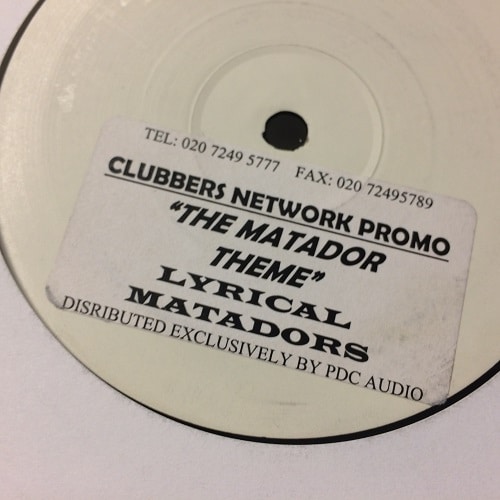 TEL: 020 7249 5777 FAX: 020 72495789
CLUBBERS NETWORK PROMO
"THE MATADOR
THEME"
LYRICAL
MATADORS
DISRIBUTED EXCLUSIVELY BY PDC AUDIO